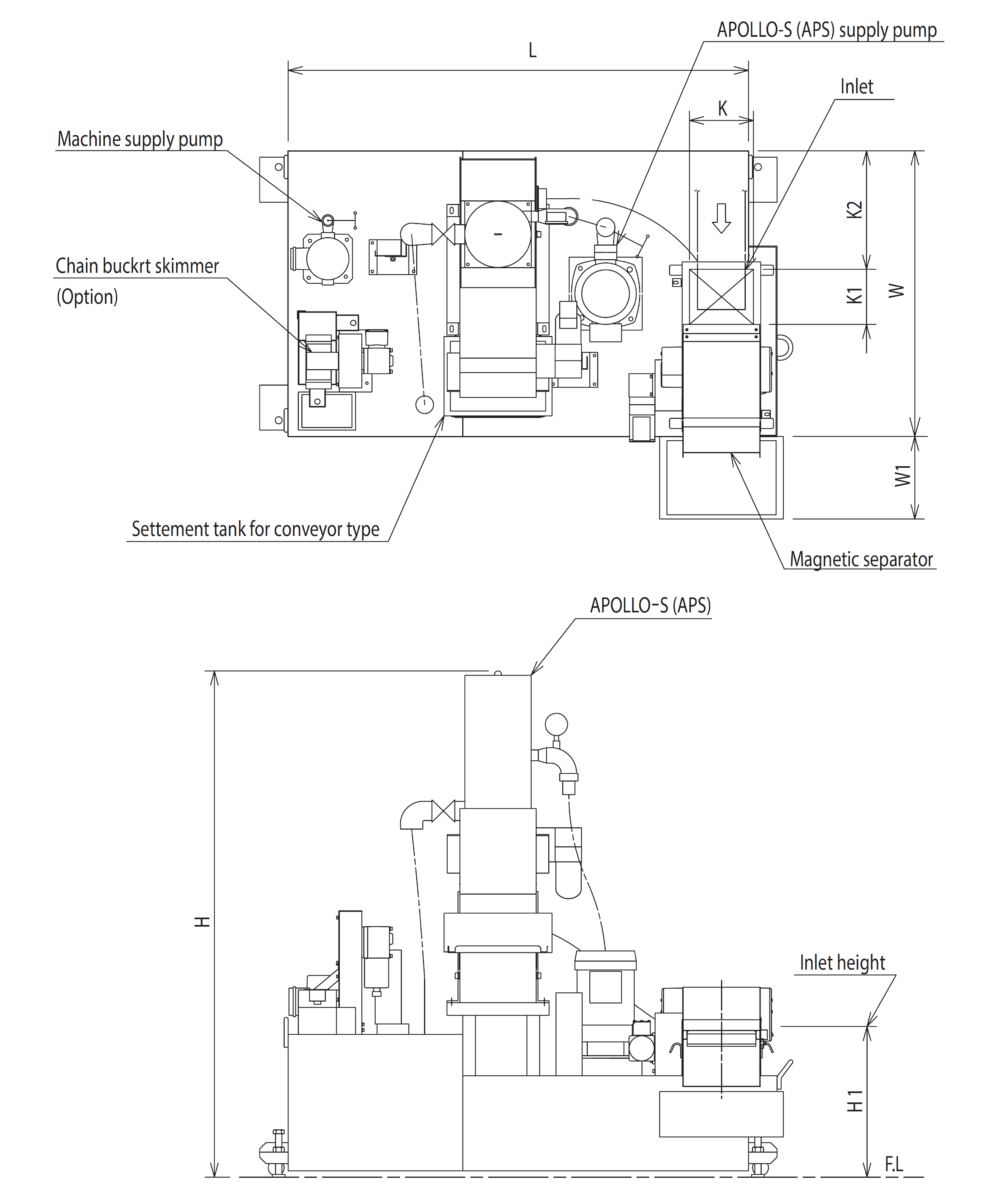 APOLLO-S (APS) supply pump
L
Inlet
K
Machine supply pump
K2
Chain buckrt skimmer
(Option)
K1
W
W1
Settement tank for conveyor type
Magnetic separator
APOLLO-S (APS)
H
Inlet height
H1
F.L